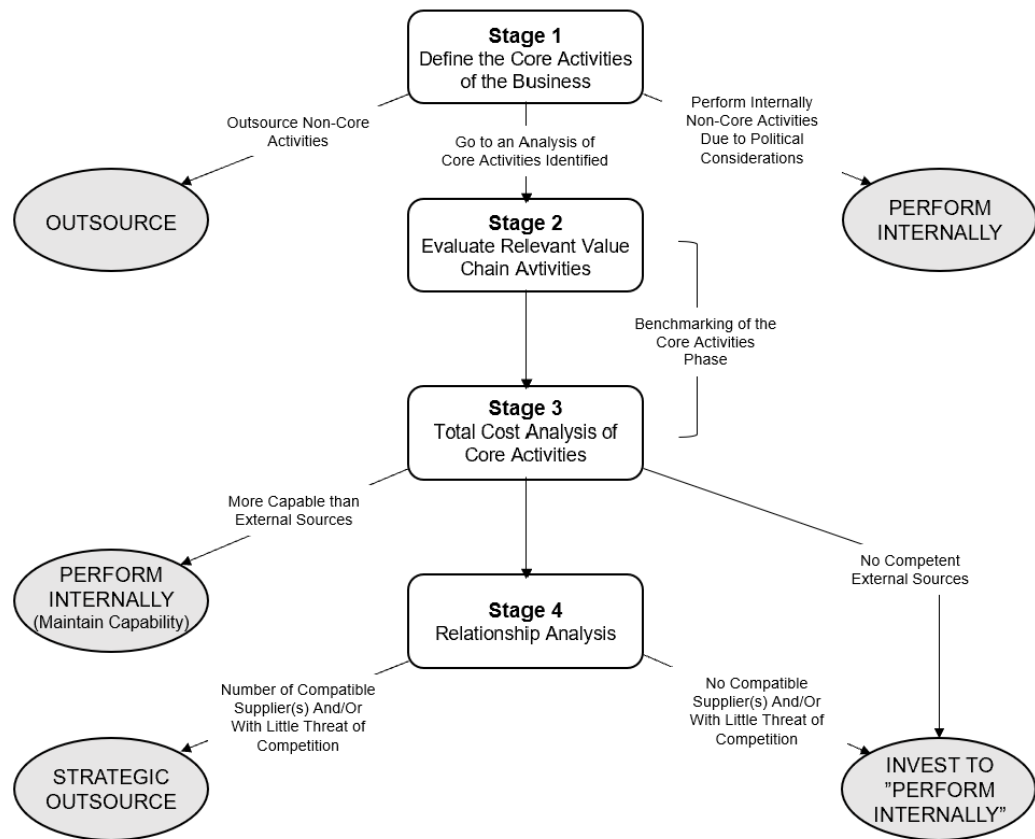 Stage 1
Define the Core Activities
of the Business
Outsource Non-Core
Activities
Go to an Analysis of
Core Activities Identified
Perform Internally
Non-Core Activities
Due to Political
Considerations
OUTSOURCE
PERFORM
INTERNALLY
Stage 2
Evaluate Relevant Value
Chain Avtivities
Benchmarking of the
Core Activities
Phase
Stage 3
Total Cost Analysis of
Core Activities
More Capable than
External Sources
No Competent
External Sources
PERFORM
INTERNALLY
(Maintain Capability)
Stage 4
Relationship Analysis
Number of Compatible
Supplier(s) And/Or
With Little Threat of
Competition
No Compatible
Supplier(s) And/Or
With Little Threat of
Competition
STRATEGIC
OUTSOURCE
INVEST TO
”PERFORM
INTERNALLY”